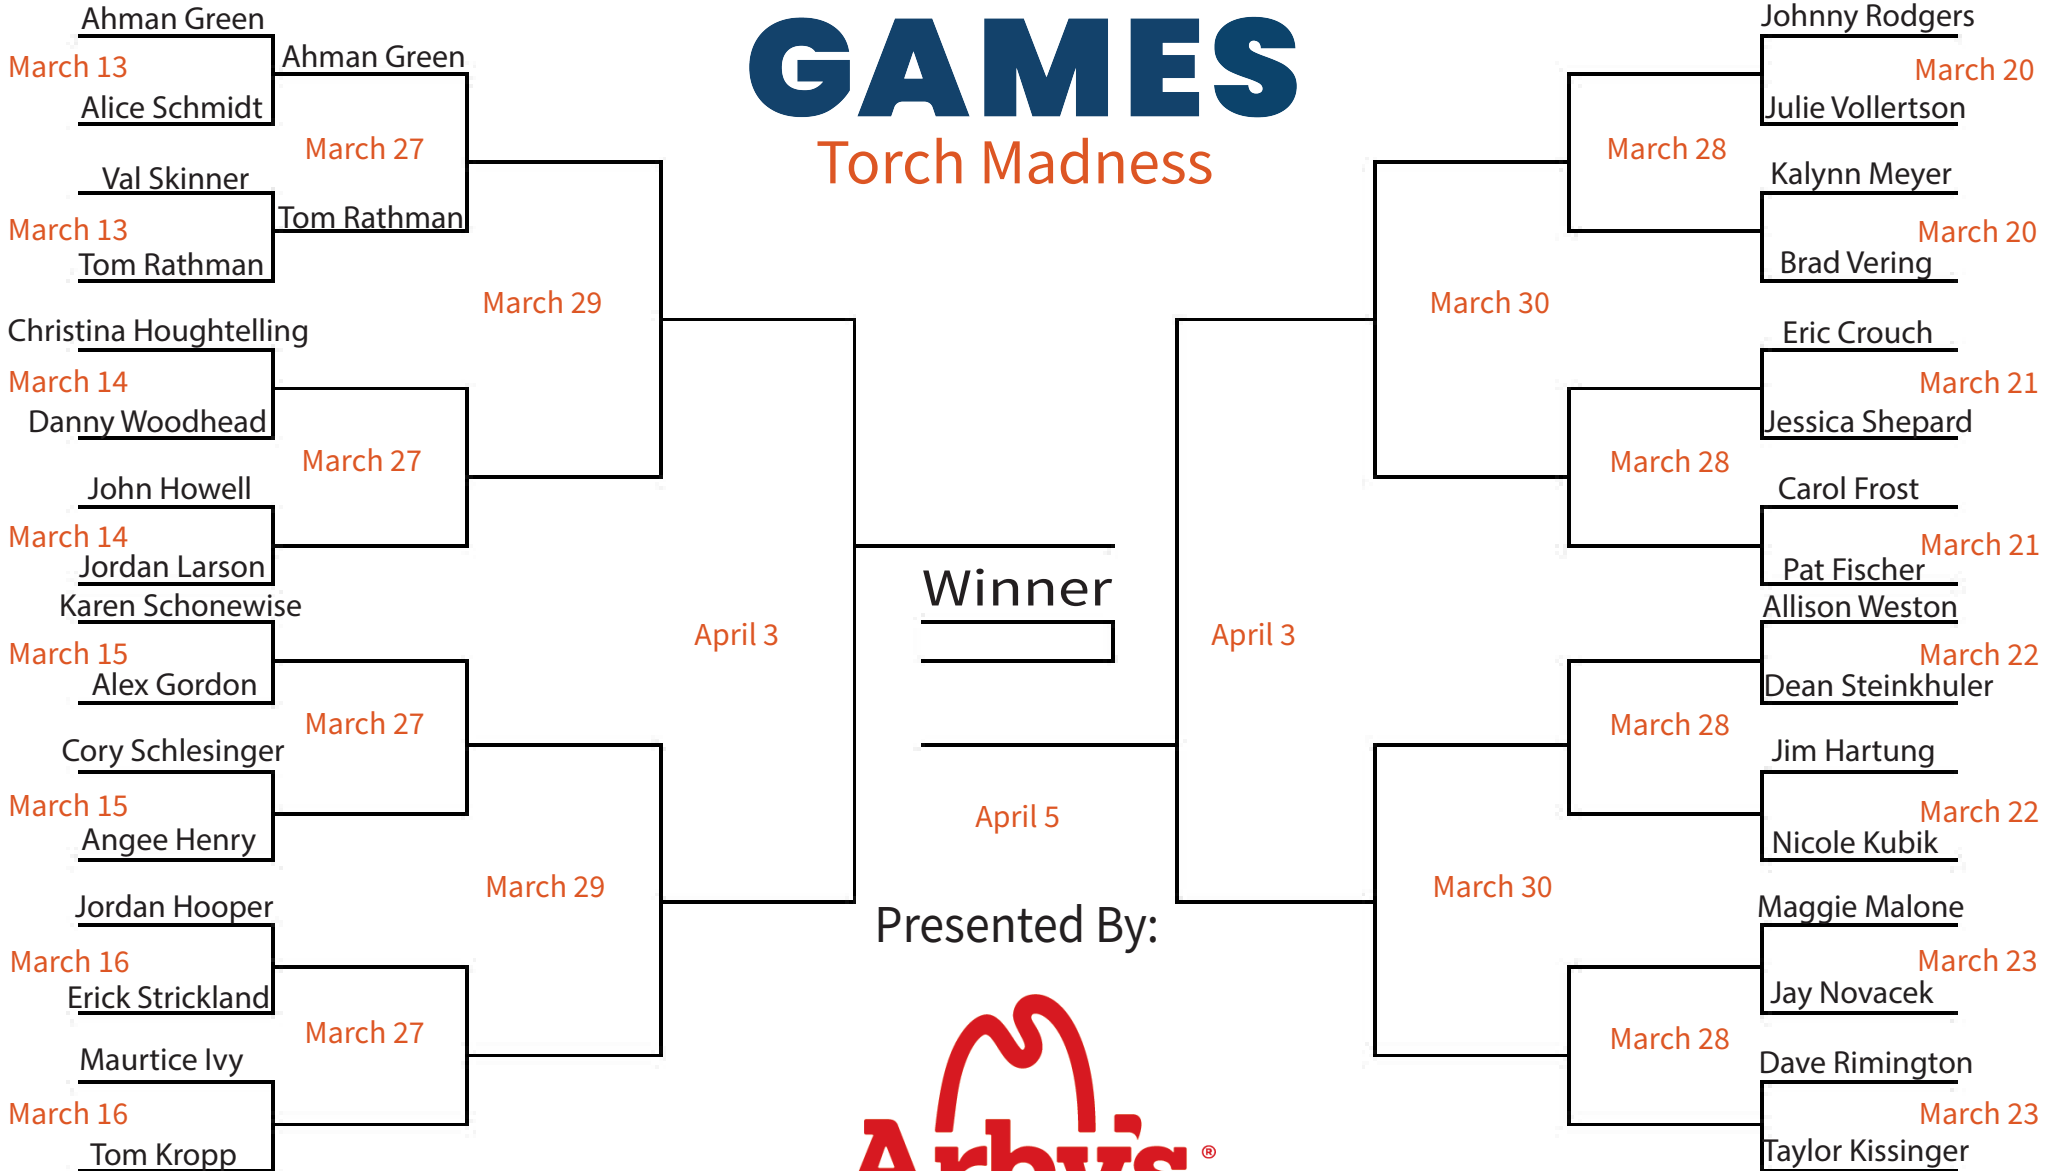 GAMES
Torch Madness
Ahman Green
March 13
Alice Schmidt
Val Skinner
March 13
Tom Rathman
Christina Houghtelling
March 14
Danny Woodhead
John Howell
March 14
Jordan Larson
Karen Schonewise
March 15
Alex Gordon
Cory Schlesinger
March 15
Angee Henry
Jordan Hooper
March 16
Erick Strickland
Maurtice Ivy
March 16
Tom Kropp
Ahman Green
March 27
Tom Rathman
March 27
March 27
March 27
March 29
March 29
April 3
Winner
April 5
Presented By:
Arby's ®
April 3
March 30
March 30
March 28
March 28
March 28
March 28
Johnny Rodgers
March 20
Julie Vollertson
Kalynn Meyer
March 20
Brad Vering
Eric Crouch
March 21
Jessica Shepard
Carol Frost
March 21
Pat Fischer
Allison Weston
March 22
Dean Steinkhuler
Jim Hartung
March 22
Nicole Kubik
Maggie Malone
March 23
Jay Novacek
Dave Rimington
March 23
Taylor Kissinger